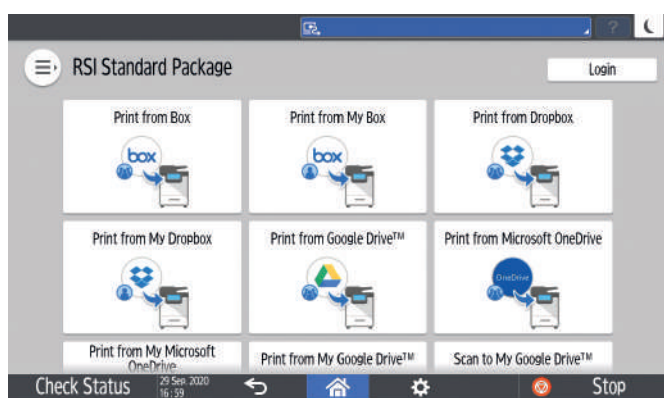 ?
RSI Standard Package
Login
Print from Box
Print from My Box
Print from Dropbox
box
box
Print from My Dropbox
Print from Google Drive™
Print from Microsoft OneDrive
OneDrive
Print from My Microsoft
OneDrive
Print from My Google Drive™
Scan to My Google Drive™
Check Status
29 Sep. 2020
16:59
Stop